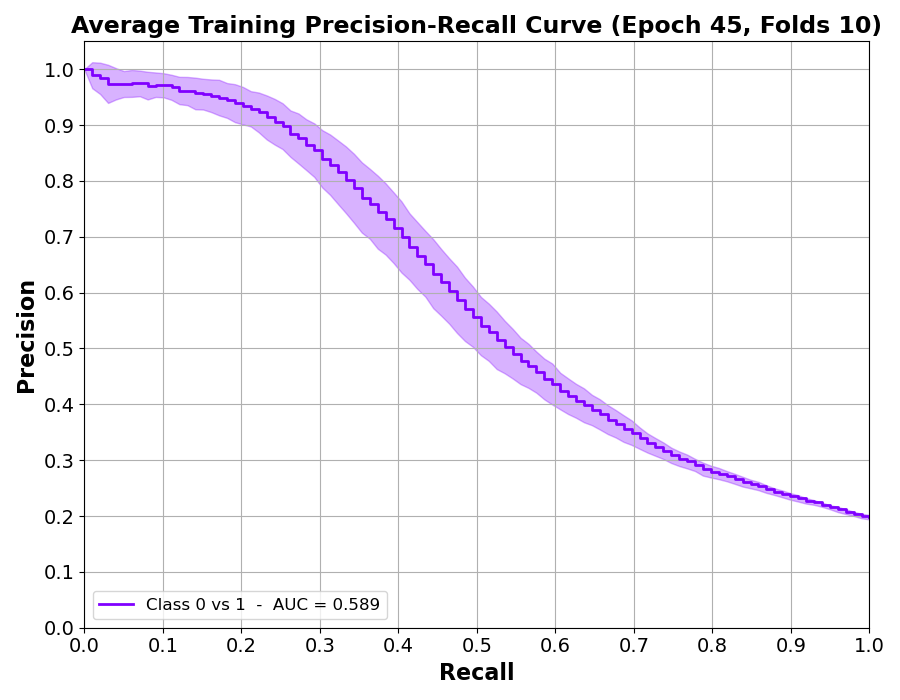 Average Training Precision-Recall Curve (Epoch 45, Folds 10)
1.0
0.9
0.8
0.7
0.6
0.5
0.4
0.3
0.2
0.1
0.0
Precision
Class 0 vs 1  -  AUC = 0.589
0.0 0.1 0.2 0.3 0.4 0.5 0.6 0.7 0.8 0.9 1.0
Recall